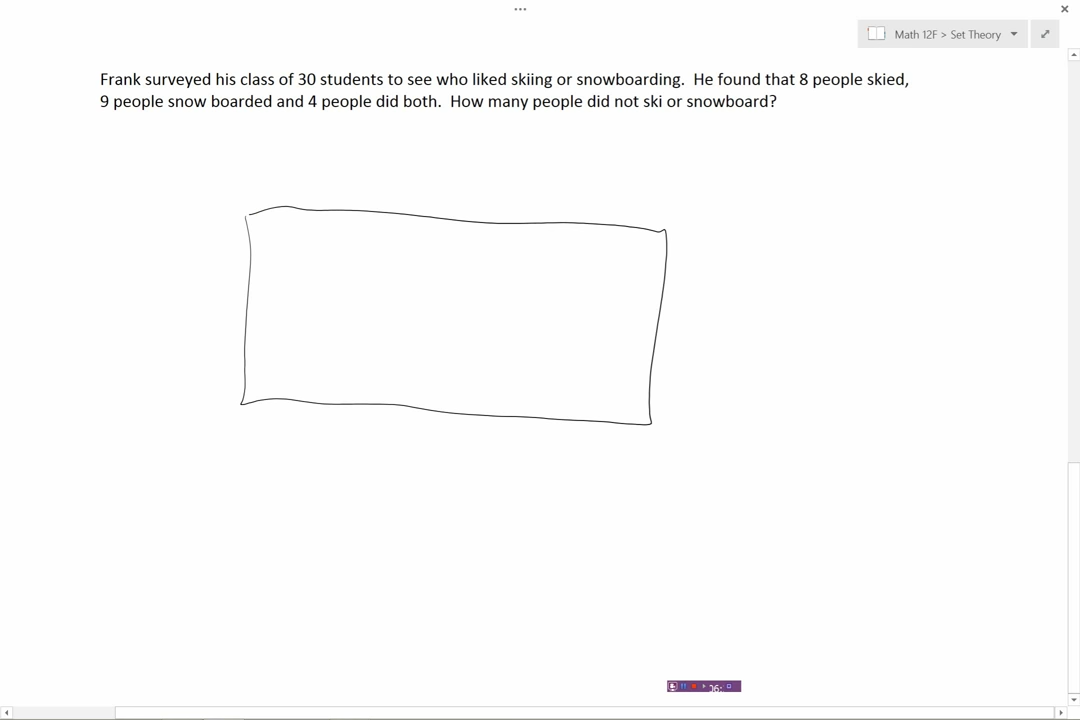 ...
Math 12F > Set Theory
Frank surveyed his class of 30 students to see who liked skiing or snowboarding.  He found that 8 people skied,
9 people snow boarded and 4 people did both.  How many people did not ski or snowboard?